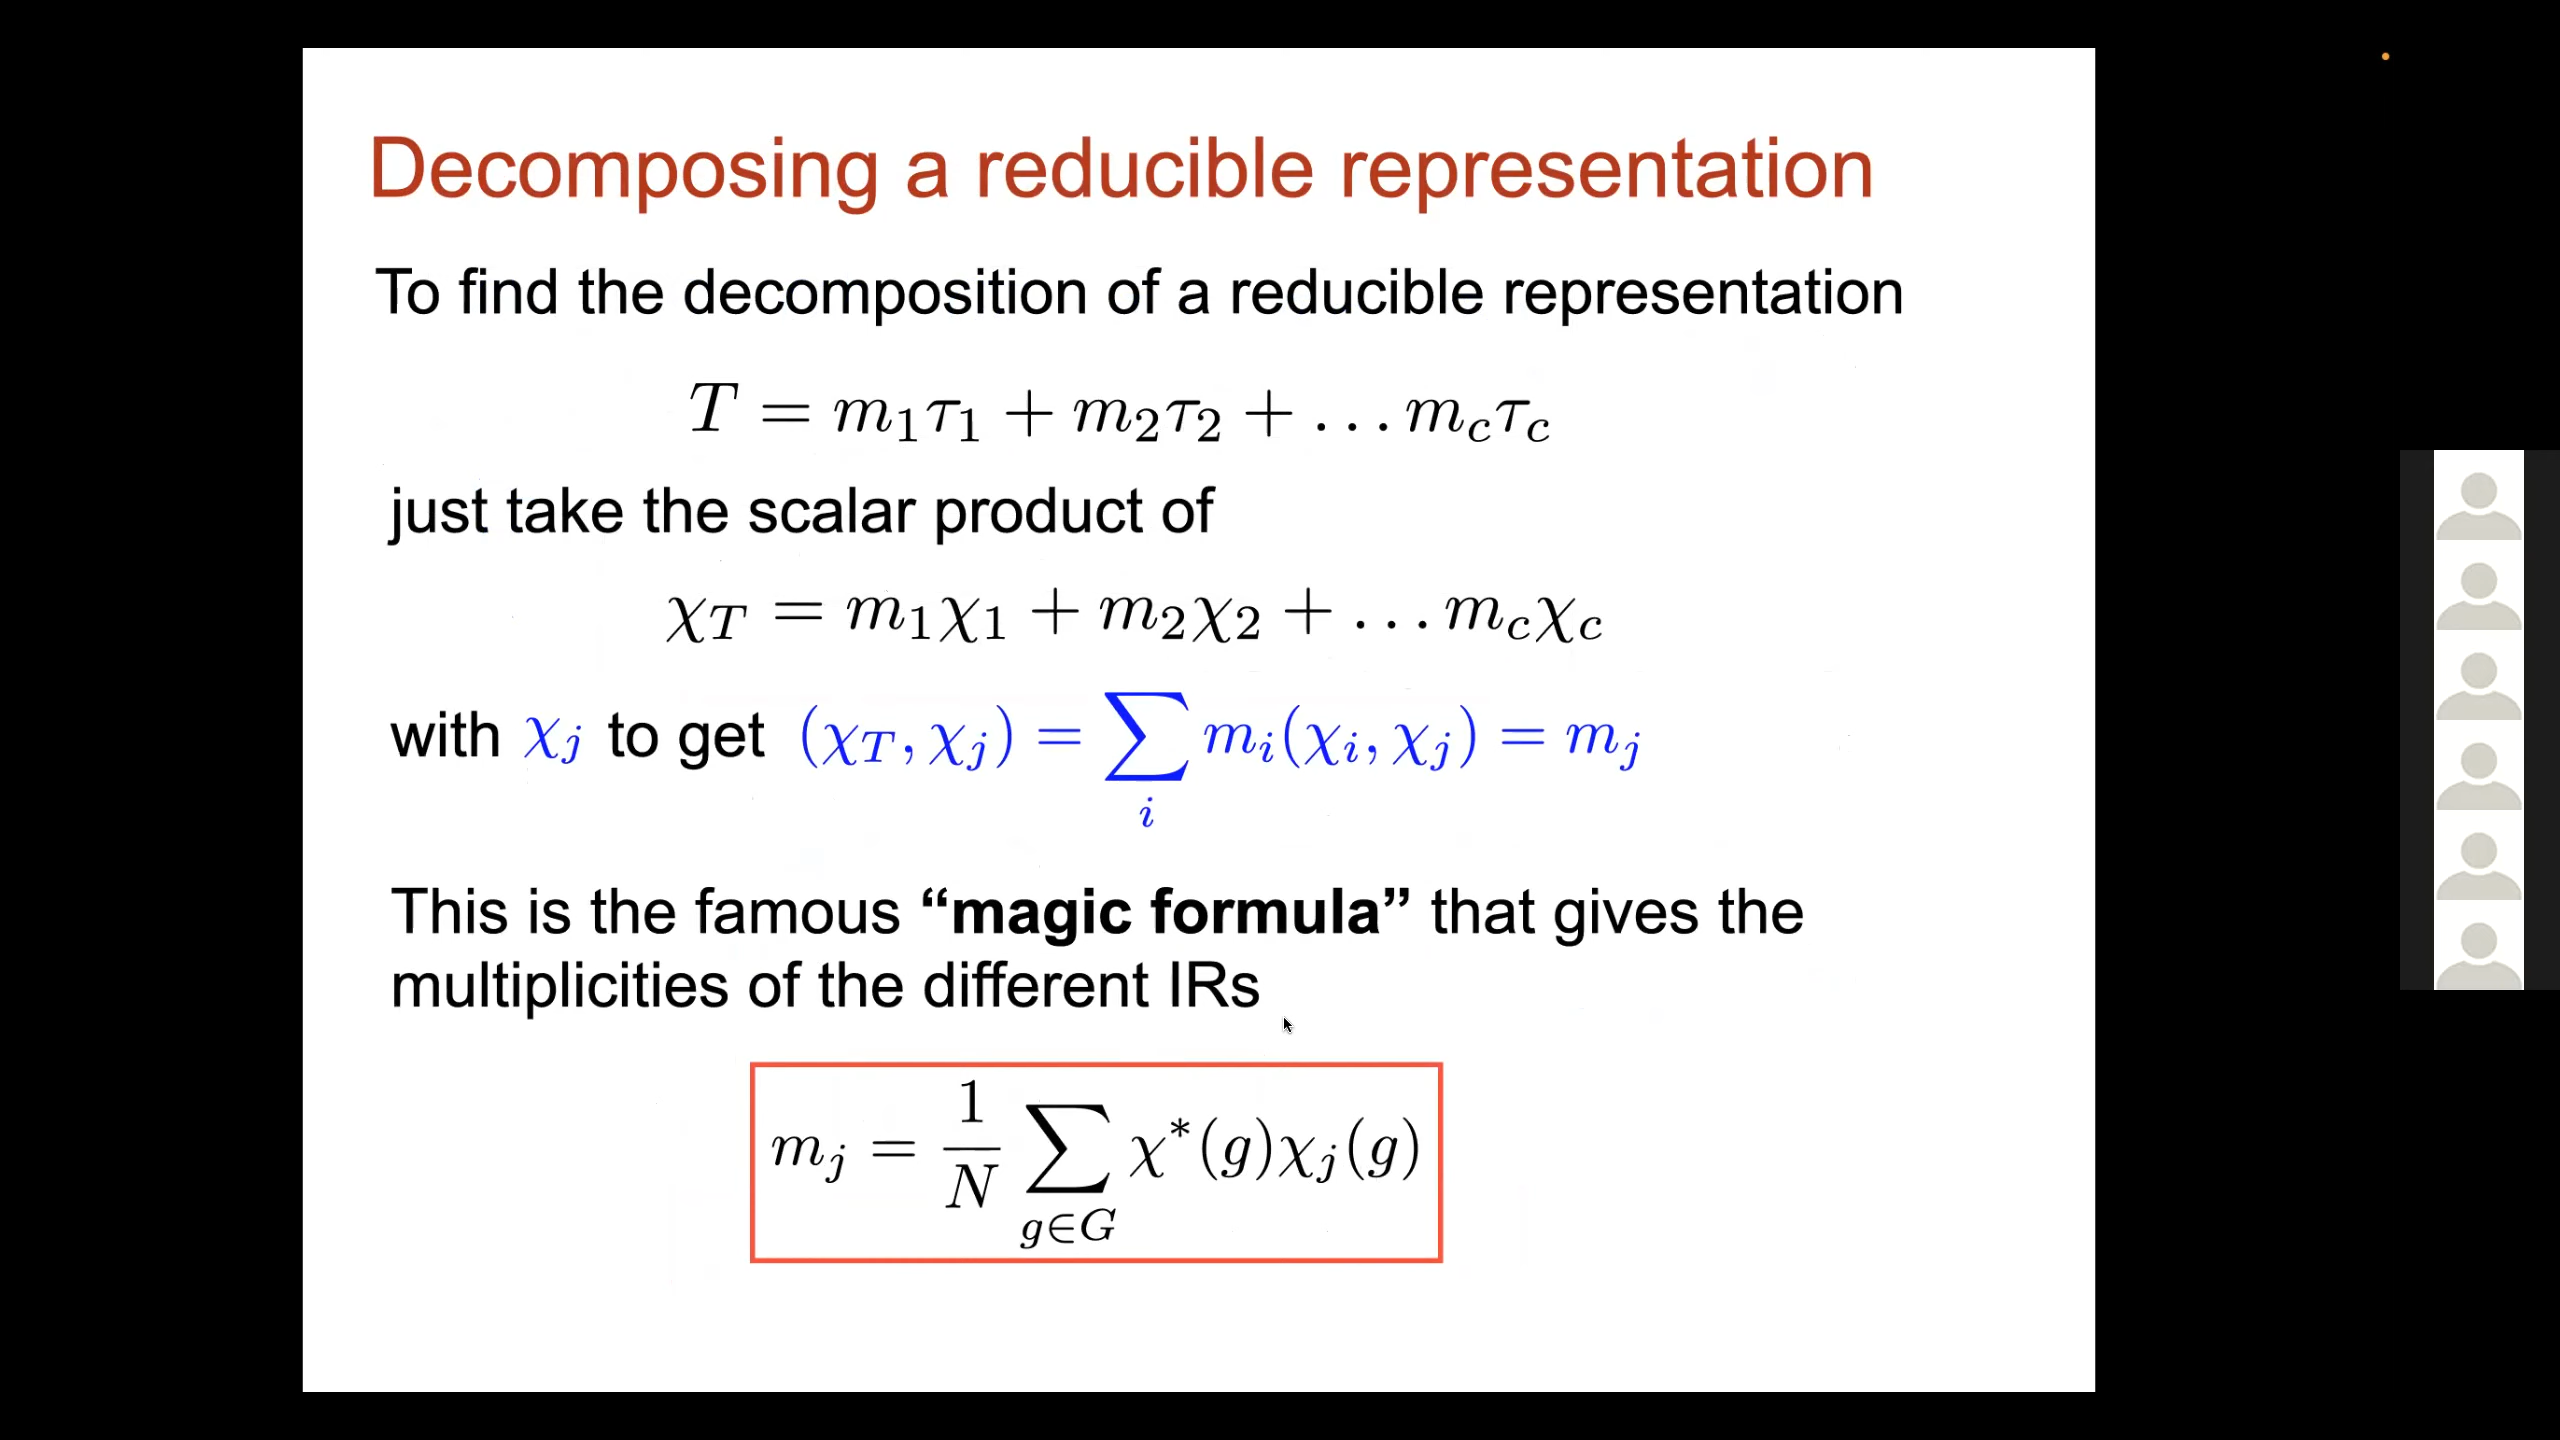 Decomposing a reducible representation
To find the decomposition of a reducible representation
T = m₁τ₁ + m₂τ₂ + … m_cτ_c
just take the scalar product of
χ_T = m₁χ₁ + m₂χ₂ + … m_cχ_c
with χ_j to get (χ_T, χ_j) = ∑_i m_i(χ_i, χ_j) = m_j
This is the famous “magic formula” that gives the
multiplicities of the different IRs
m_j = 1/N ∑_{g∈G} χ*(g)χ_j(g)